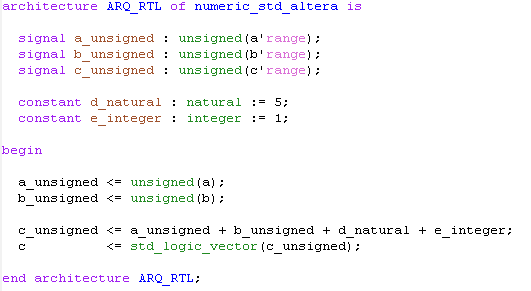 architecture ARQ_RTL of numeric_std_altera is
signal a_unsigned : unsigned(a'range);
signal b_unsigned : unsigned(b'range);
signal c_unsigned : unsigned(c'range);
constant d_natural : natural := 5;
constant e_integer : integer := 1;
begin
a_unsigned <= unsigned(a);
b_unsigned <= unsigned(b);
c_unsigned <= a_unsigned + b_unsigned + d_natural + e_integer;
c <= std_logic_vector(c_unsigned);
end architecture ARQ_RTL;